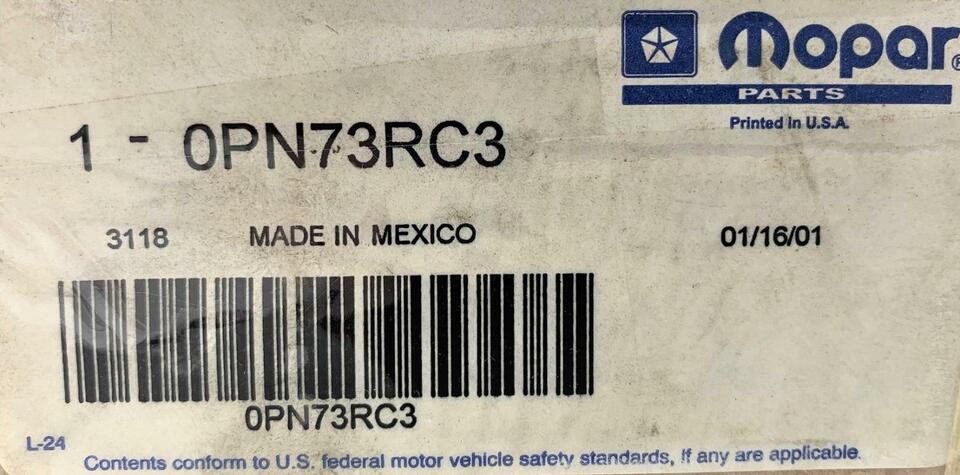 Mopar®
PARTS
Printed in U.S.A.
1 - 0PN73RC3
3118 MADE IN MEXICO 01/16/01
0PN73RC3
L-24
Contents conform to U.S. federal motor vehicle safety standards, If any are applicable.